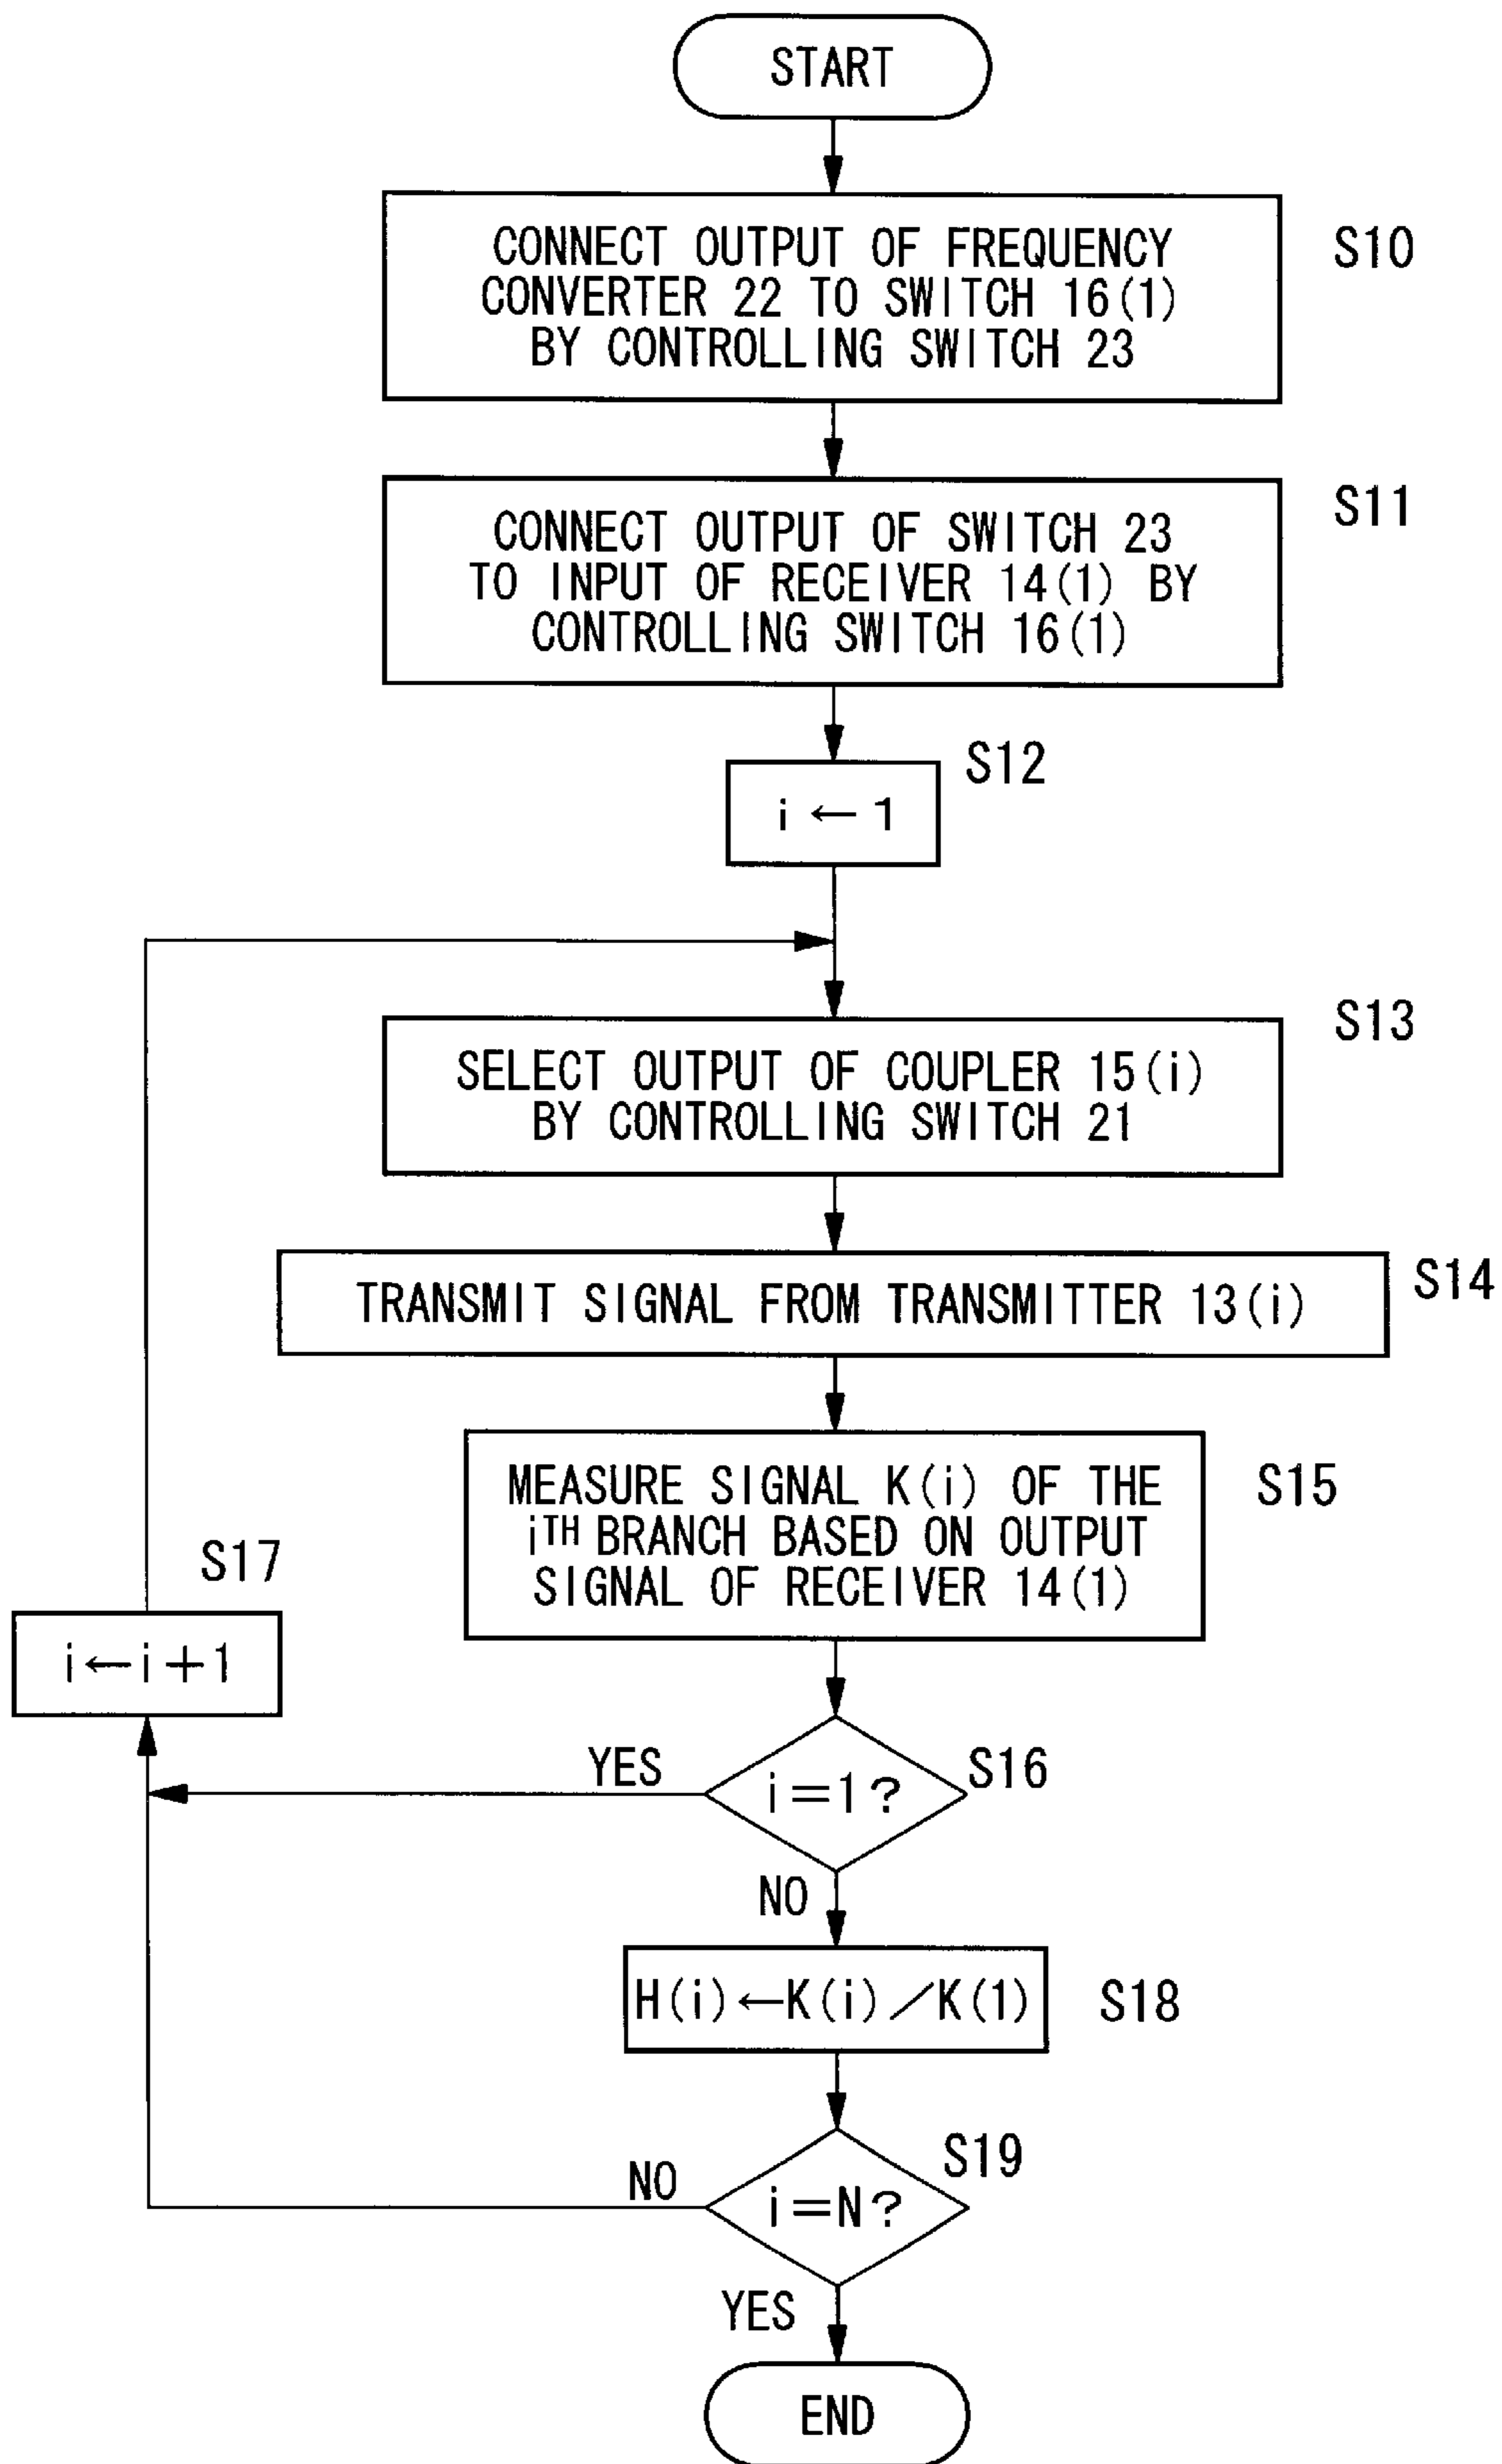 START
CONNECT OUTPUT OF FREQUENCY
CONVERTER 22 TO SWITCH 16(1)
BY CONTROLLING SWITCH 23
S10
CONNECT OUTPUT OF SWITCH 23
TO INPUT OF RECEIVER 14(1) BY
CONTROLLING SWITCH 16(1)
S11
S12
i ← 1
S13
SELECT OUTPUT OF COUPLER 15(i)
BY CONTROLLING SWITCH 21
TRANSMIT SIGNAL FROM TRANSMITTER 13(i)
S14
MEASURE SIGNAL K(i) OF THE
iTH BRANCH BASED ON OUTPUT
SIGNAL OF RECEIVER 14(1)
S15
S17
i←i+1
YES
i=1?
S16
NO
H(i)←K(i)/K(1)
S18
NO
i=N?
S19
YES
END